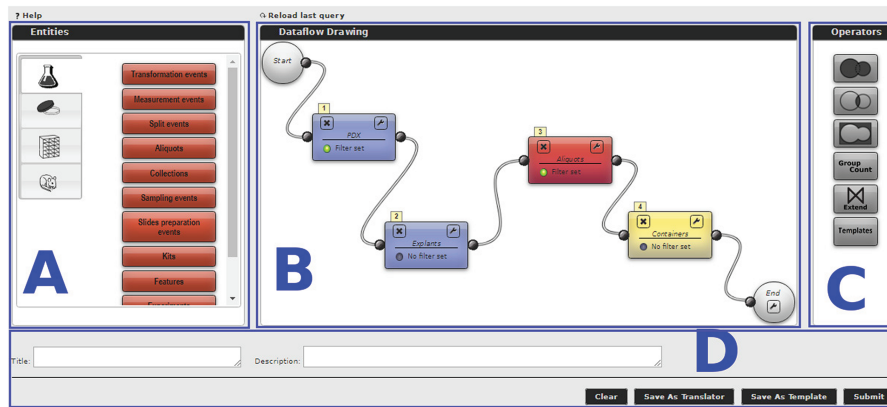 ? Help
Reload last query
Entities
Dataflow Drawing
Operators
Transformation events
Measurement events
Split events
Aliquots
Collections
Sampling events
Slides preparation
events
Kits
Features
A
Start
1
PDX
Filter set
2
Explants
No filter set
3
Aliquots
Filter set
4
Containers
No filter set
End
B
Group
Count
Extend
Templates
C
Title:
Description:
D
Clear
Save As Translator
Save As Template
Submit